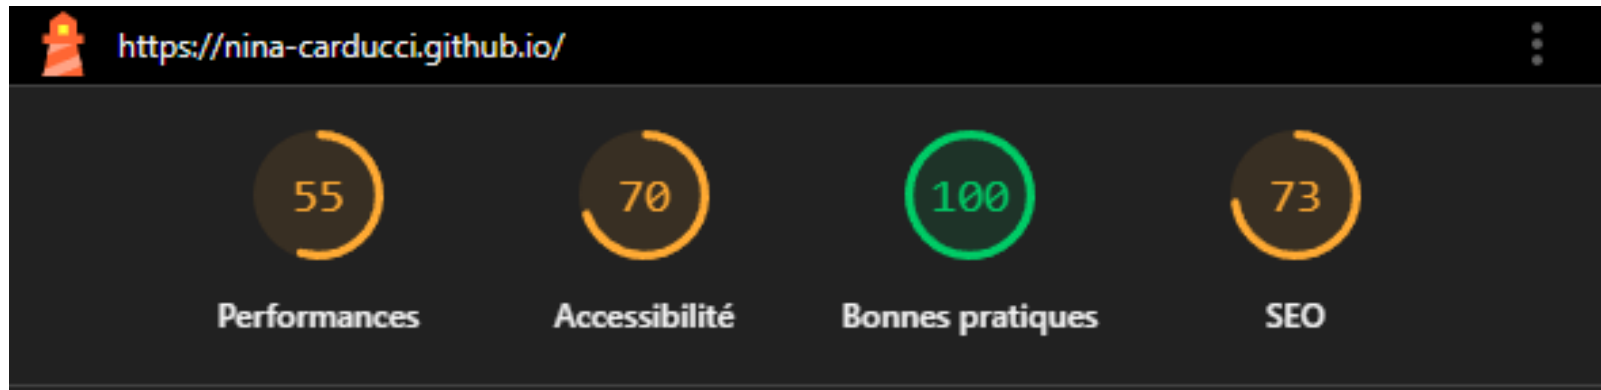 https://nina-carducci.github.io/
55 70 100 73
Performances Accessibilité Bonnes pratiques SEO